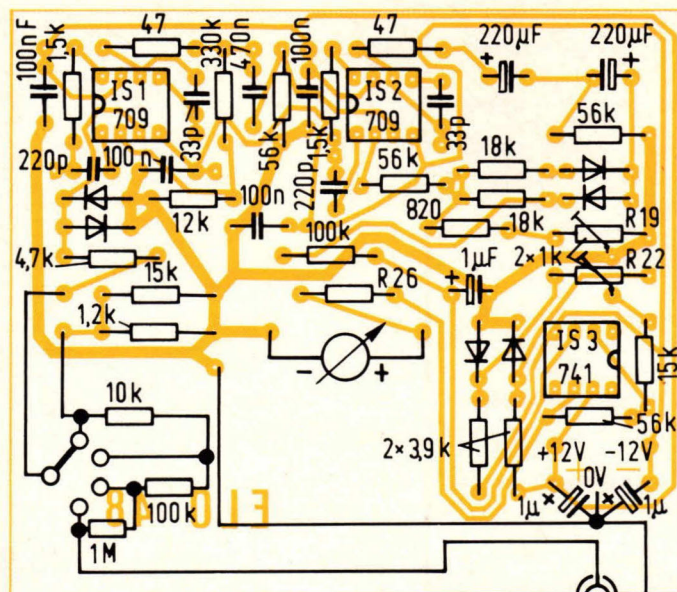 100nF
1,5k
47
330k
470n
100n
47
220µF
220µF
IS1
709
33p
56k
1,5k
IS2
709
33p
56k
220p
100n
220p
56k
18k
12k
100n
820
18k
R19
4,7k
100k
1µF
2×1k
R22
15k
R26
1,2k
- +
IS3
741
15k
10k
56k
2×3,9k
+12V
-12V
+ -
0V
ELO 48
100k
1µ
1µ
1M